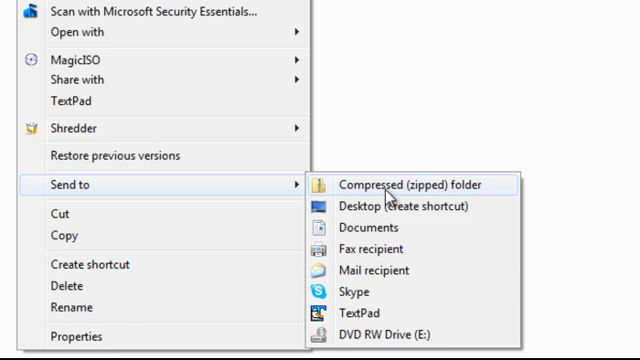 Scan with Microsoft Security Essentials...
Open with
MagicISO
Share with
TextPad
Shredder
Restore previous versions
Send to
Cut
Copy
Create shortcut
Delete
Rename
Properties
Compressed (zipped) folder
Desktop (create shortcut)
Documents
Fax recipient
Mail recipient
Skype
TextPad
DVD RW Drive (E:)